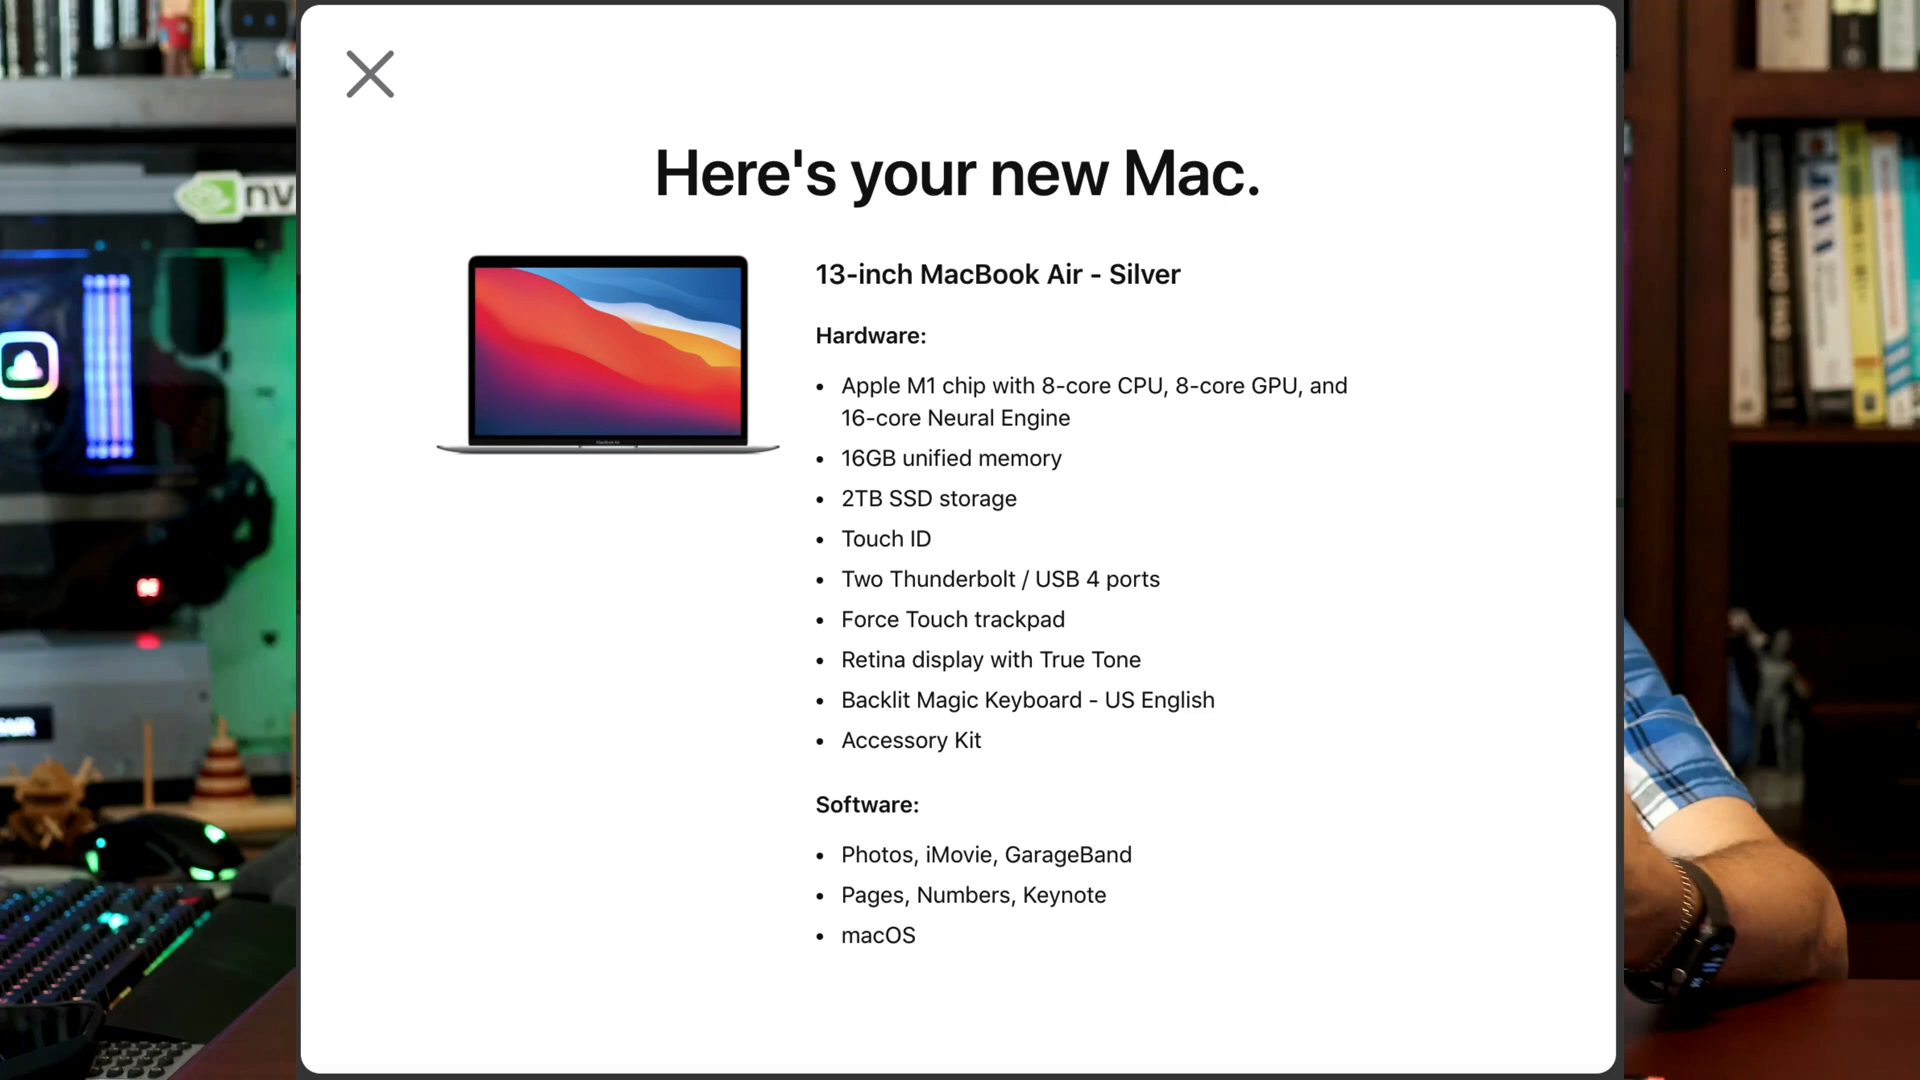 Here's your new Mac.
13-inch MacBook Air - Silver
Hardware:
• Apple M1 chip with 8-core CPU, 8-core GPU, and
16-core Neural Engine
• 16GB unified memory
• 2TB SSD storage
• Touch ID
• Two Thunderbolt / USB 4 ports
• Force Touch trackpad
• Retina display with True Tone
• Backlit Magic Keyboard - US English
• Accessory Kit
Software:
• Photos, iMovie, GarageBand
• Pages, Numbers, Keynote
• macOS
nv